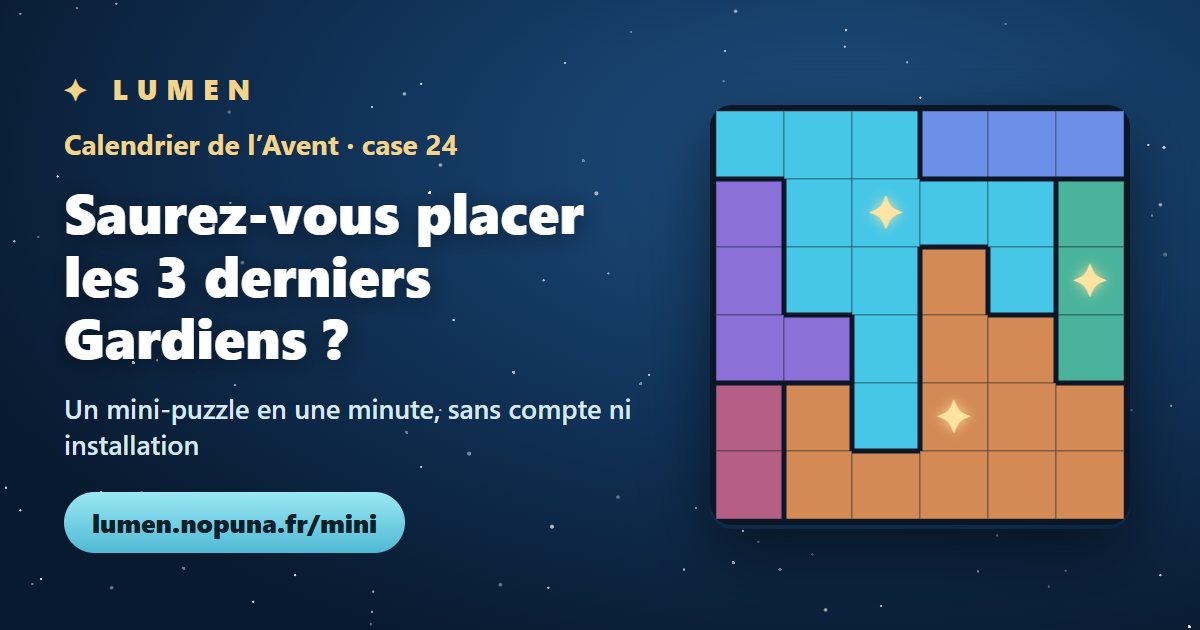 LUMEN
Calendrier de l’Avent · case 24
Saurez-vous placer
les 3 derniers
Gardiens ?
Un mini-puzzle en une minute, sans compte ni
installation
lumen.nopuna.fr/mini